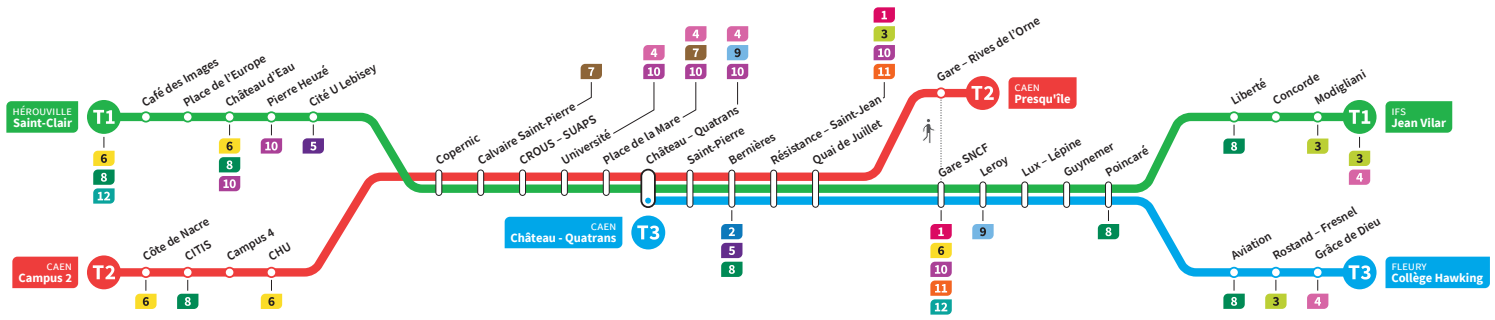 HÉROUVILLE
Saint-Clair
T1
6
8
12
Café des Images
Place de l'Europe
Château d'Eau
6
8
10
Pierre Heuzé
10
Cité U Lebisey
5
CAEN
Campus 2
T2
Côte de Nacre
6
CITIS
8
Campus 4
CHU
6
Copernic
Calvaire Saint-Pierre
7
CROUS – SUAPS
Université
4
10
Place de la Mare
4
7
10
Château – Quatrans
4
9
10
CAEN
Château - Quatrans
T3
Saint-Pierre
Bernières
2
5
8
Résistance – Saint-Jean
1
3
10
11
Quai de Juillet
Gare – Rives de l'Orne
T2
CAEN
Presqu'île
Gare SNCF
1
6
10
11
12
Leroy
9
Lux – Lépine
Guynemer
Poincaré
8
Liberté
8
Concorde
Modigliani
3
T1
3
4
IFS
Jean Vilar
Aviation
8
Rostand – Fresnel
3
Grâce de Dieu
4
T3
FLEURY
Collège Hawking